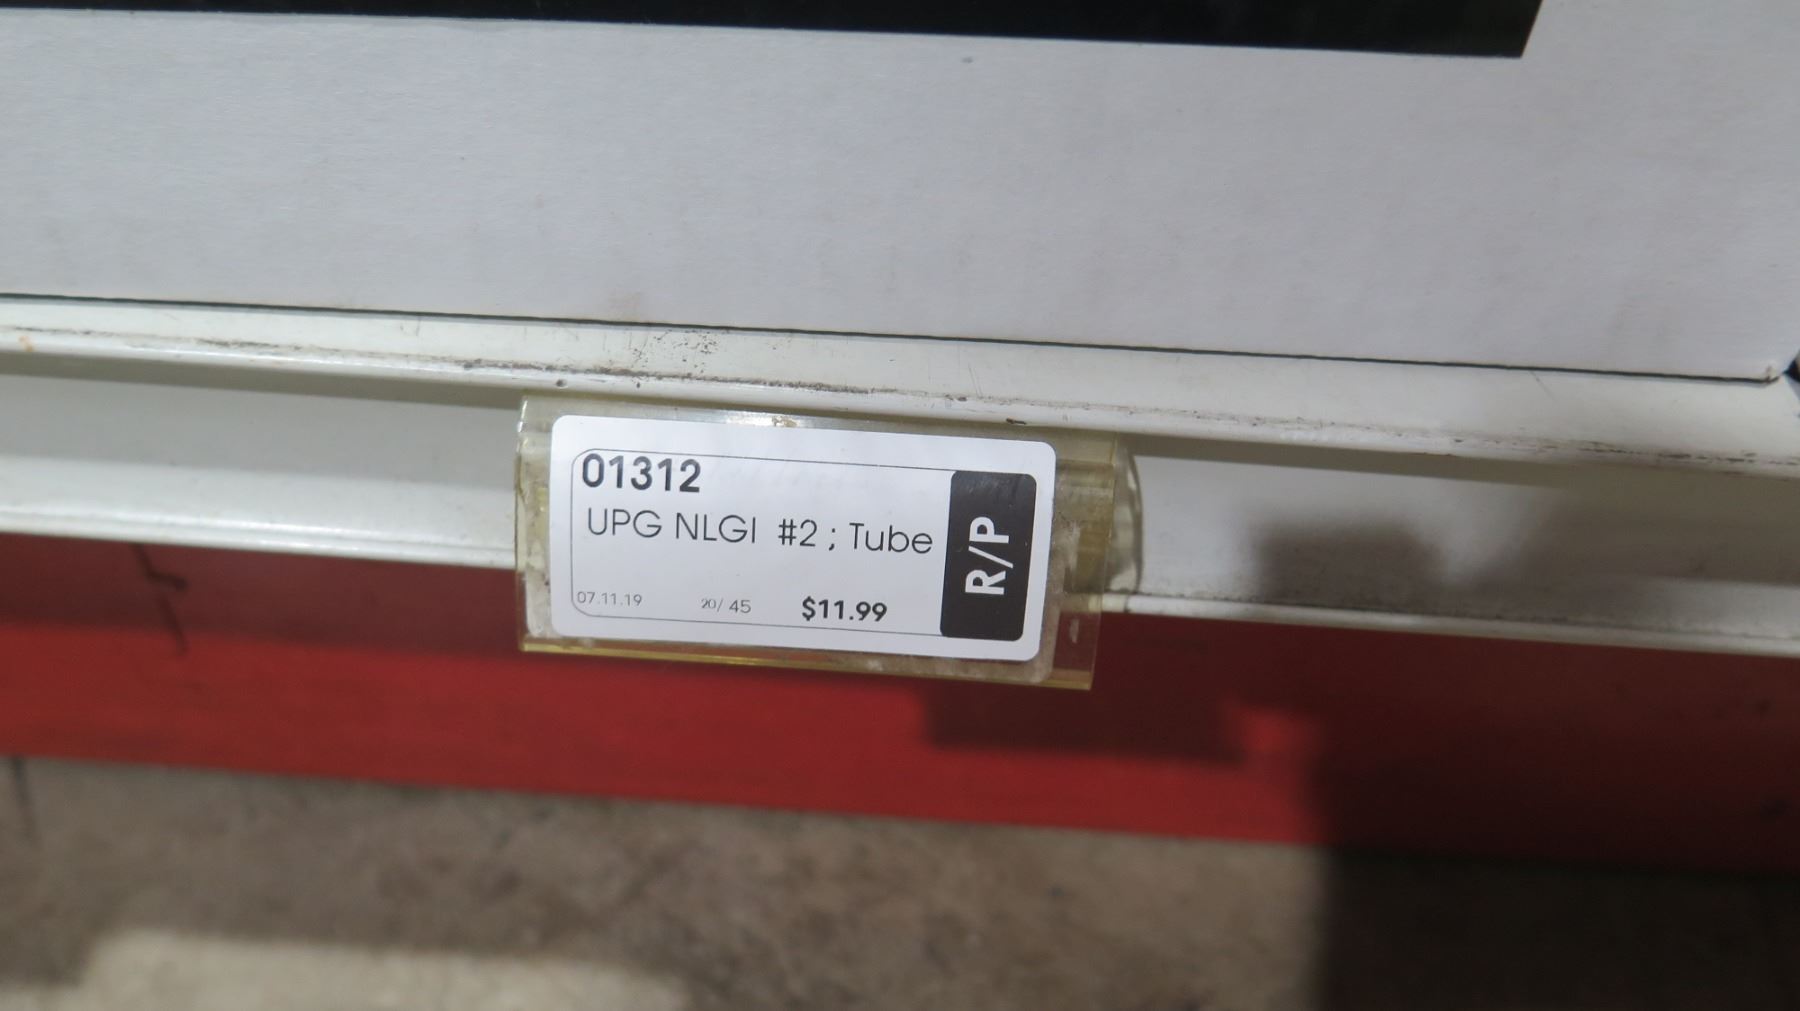 01312
UPG NLGI #2 ; Tube
07.11.19 20/ 45 $11.99
R/P